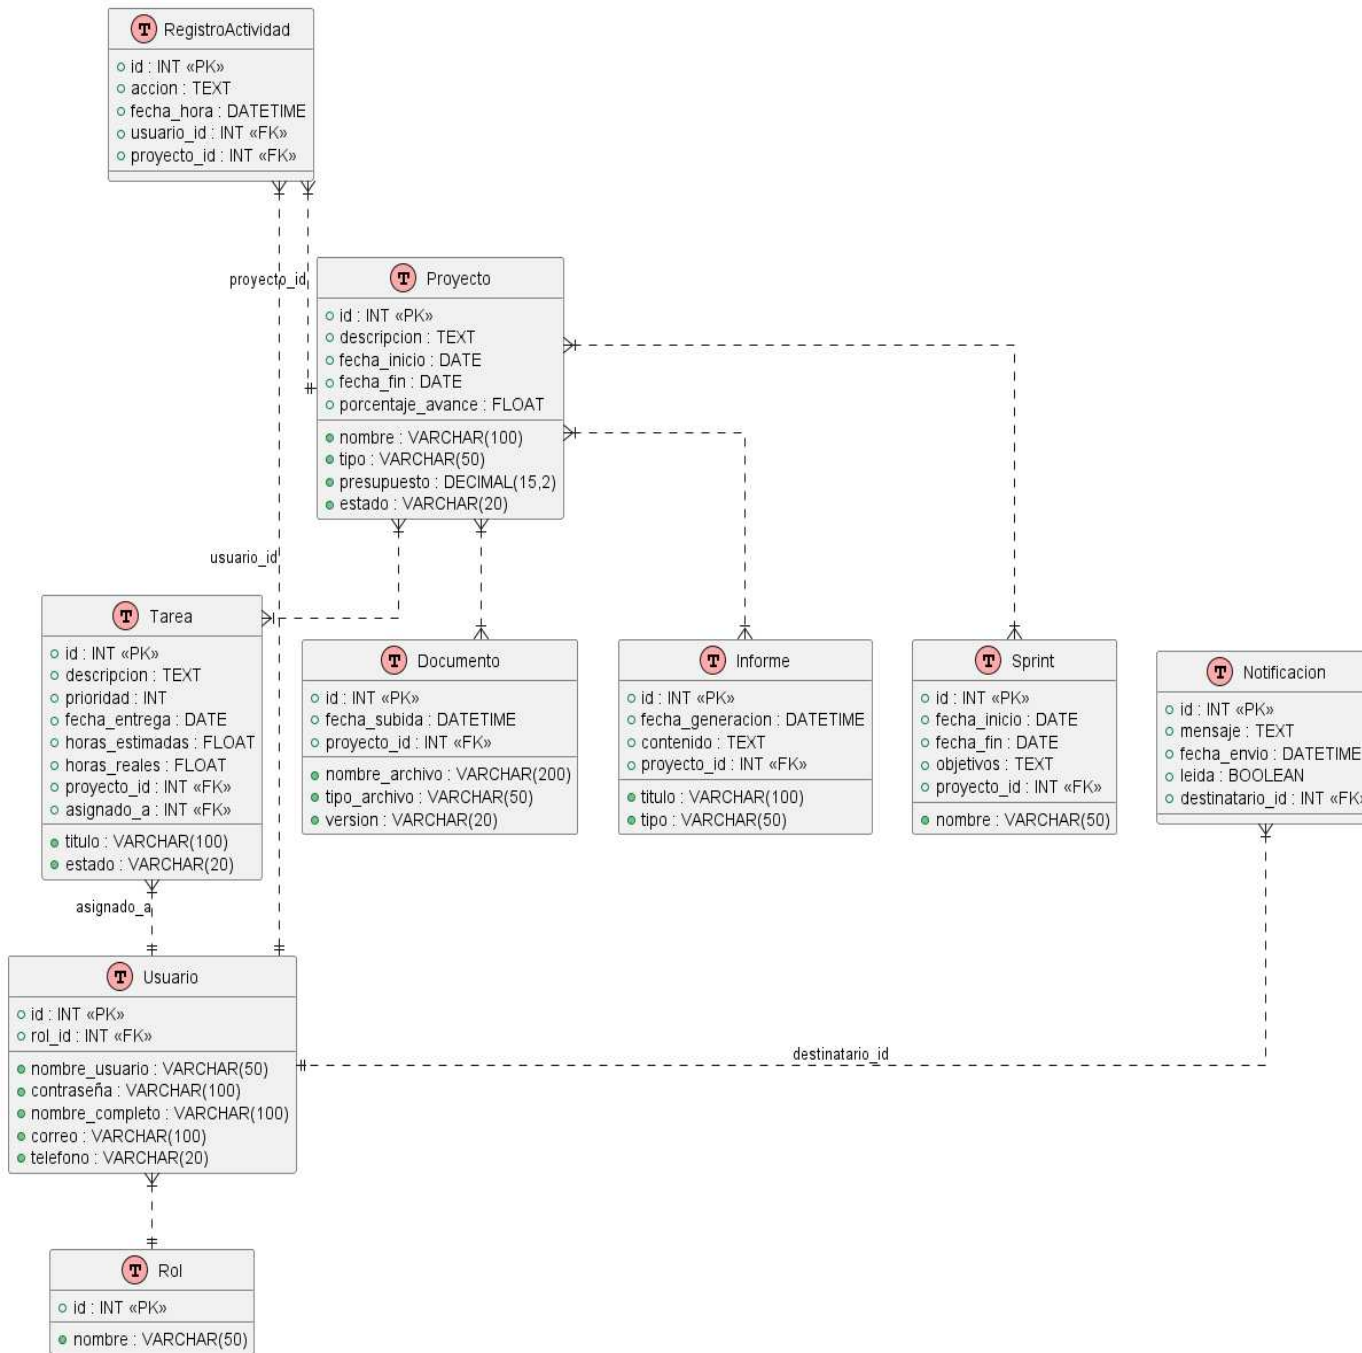 T RegistroActividad
id : INT «PK»
accion : TEXT
fecha_hora : DATETIME
usuario_id : INT «FK»
proyecto_id : INT «FK»
proyecto_id
T Proyecto
id : INT «PK»
descripcion : TEXT
fecha_inicio : DATE
fecha_fin : DATE
porcentaje_avance : FLOAT
nombre : VARCHAR(100)
tipo : VARCHAR(50)
presupuesto : DECIMAL(15,2)
estado : VARCHAR(20)
usuario_id
T Tarea
id : INT «PK»
descripcion : TEXT
prioridad : INT
fecha_entrega : DATE
horas_estimadas : FLOAT
horas_reales : FLOAT
proyecto_id : INT «FK»
asignado_a : INT «FK»
titulo : VARCHAR(100)
estado : VARCHAR(20)
T Documento
id : INT «PK»
fecha_subida : DATETIME
proyecto_id : INT «FK»
nombre_archivo : VARCHAR(200)
tipo_archivo : VARCHAR(50)
version : VARCHAR(20)
T Informe
id : INT «PK»
fecha_generacion : DATETIME
contenido : TEXT
proyecto_id : INT «FK»
titulo : VARCHAR(100)
tipo : VARCHAR(50)
T Sprint
id : INT «PK»
fecha_inicio : DATE
fecha_fin : DATE
objetivos : TEXT
proyecto_id : INT «FK»
nombre : VARCHAR(50)
T Notificacion
id : INT «PK»
mensaje : TEXT
fecha_envio : DATETIME
leida : BOOLEAN
destinatario_id : INT «FK»
asignado_a
T Usuario
id : INT «PK»
rol_id : INT «FK»
nombre_usuario : VARCHAR(50)
contraseña : VARCHAR(100)
nombre_completo : VARCHAR(100)
correo : VARCHAR(100)
telefono : VARCHAR(20)
destinatario_id
T Rol
id : INT «PK»
nombre : VARCHAR(50)